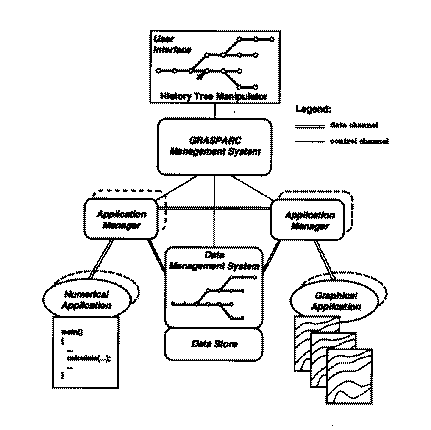 User
Interface
History Tree Manipulator
Legend:
data channel
control channel
GRASPARC
Management System
Application
Manager
Application
Manager
Data
Management System
Numerical
Application
Graphical
Application
main()
{
...
calculate(...);
...
}
Data Store